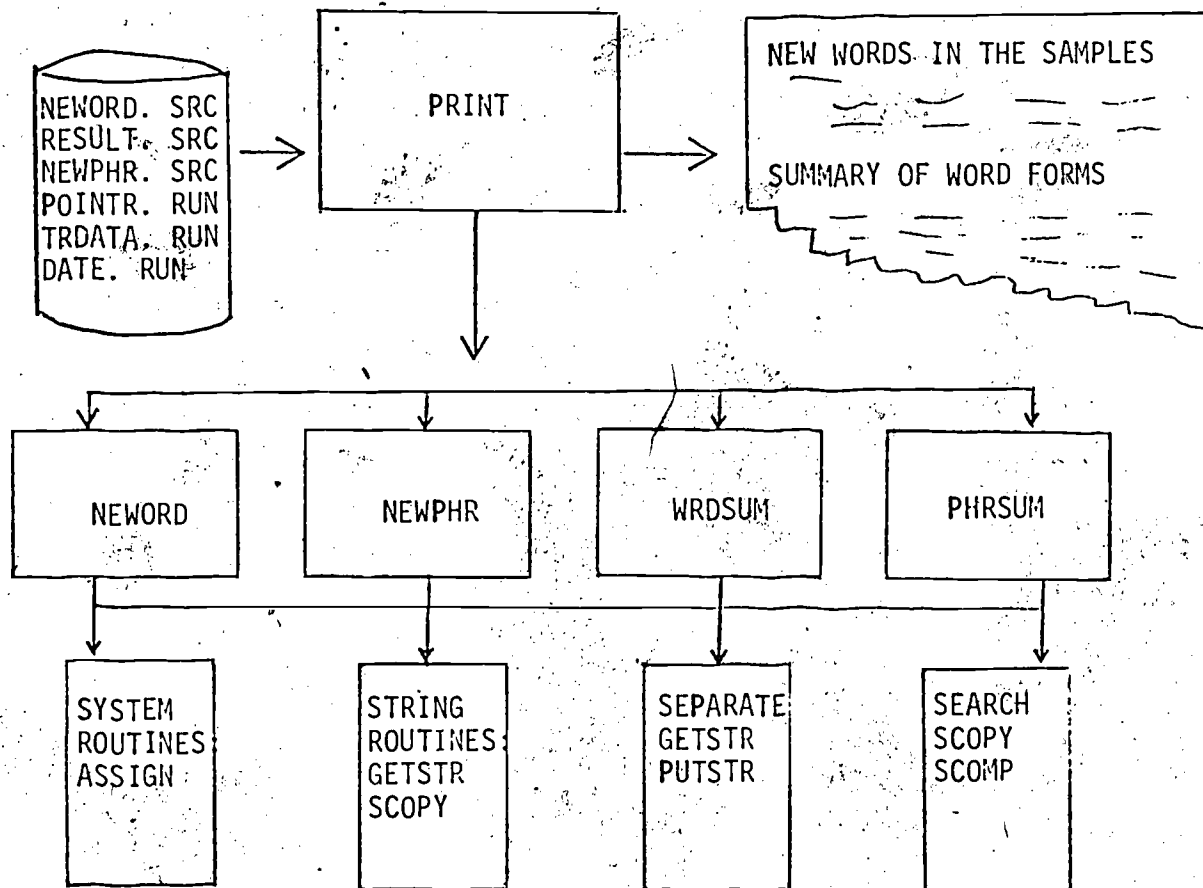 NEWORD. SRC
RESULT. SRC
NEWPHR. SRC
POINTR. RUN
TRDATA. RUN
DATE. RUN
PRINT
NEW WORDS IN THE SAMPLES
SUMMARY OF WORD FORMS
NEWORD
NEWPHR
WRDSUM
PHRSUM
SYSTEM
ROUTINES
ASSIGN
STRING
ROUTINES
GETSTR
SCOPY
SEPARATE
GETSTR
PUTSTR
SEARCH
SCOPY
SCOMP